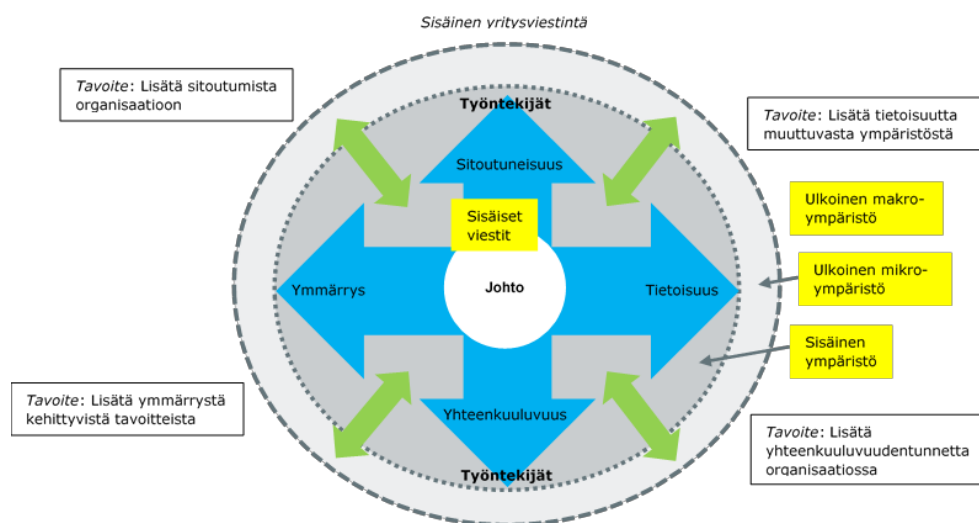 Sisäinen yritysviestintä
Tavoite: Lisätä sitoutumista
organisaatioon
Työntekijät
Tavoite: Lisätä tietoisuutta
muuttuvasta ympäristöstä
Sitoutuneisuus
Sisäiset
viestit
Ulkoinen makro-
ympäristö
Ymmärrys
Johto
Tietoisuus
Ulkoinen mikro-
ympäristö
Sisäinen
ympäristö
Tavoite: Lisätä ymmärrystä
kehittyvistä tavoitteista
Yhteenkuuluvuus
Tavoite: Lisätä
yhteenkuuluvuudentunnetta
organisaatiossa
Työntekijät